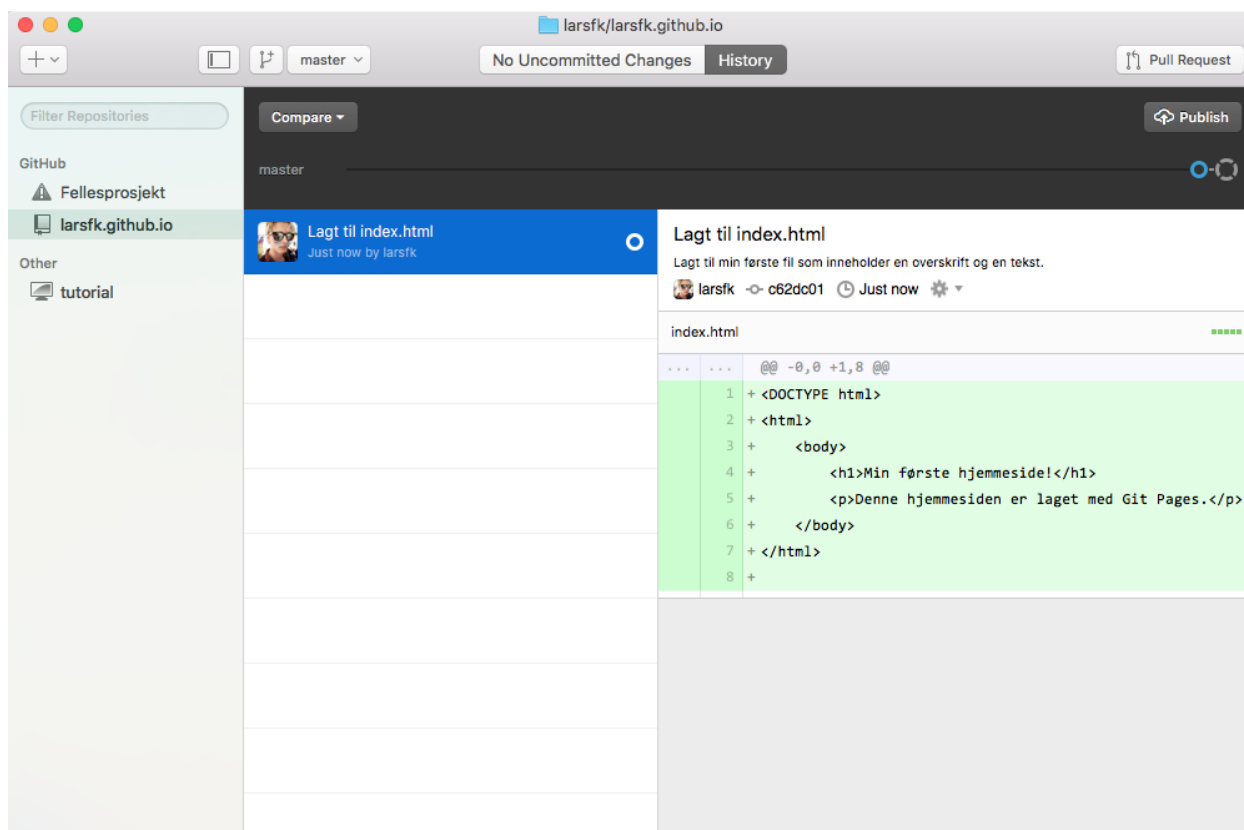 larsfk/larsfk.github.io
master
No Uncommitted Changes
History
Pull Request
Filter Repositories
GitHub
Fellesprosjekt
larsfk.github.io
Other
tutorial
Compare
Publish
master
Lagt til index.html
Just now by larsfk
Lagt til index.html
Lagt til min første fil som inneholder en overskrift og en tekst.
larsfk c62dc01 Just now
index.html
... ... @@ -0,0 +1,8 @@
1 + <DOCTYPE html>
2 + <html>
3 +     <body>
4 +         <h1>Min første hjemmeside!</h1>
5 +         <p>Denne hjemmesiden er laget med Git Pages.</p>
6 +     </body>
7 + </html>
8 +